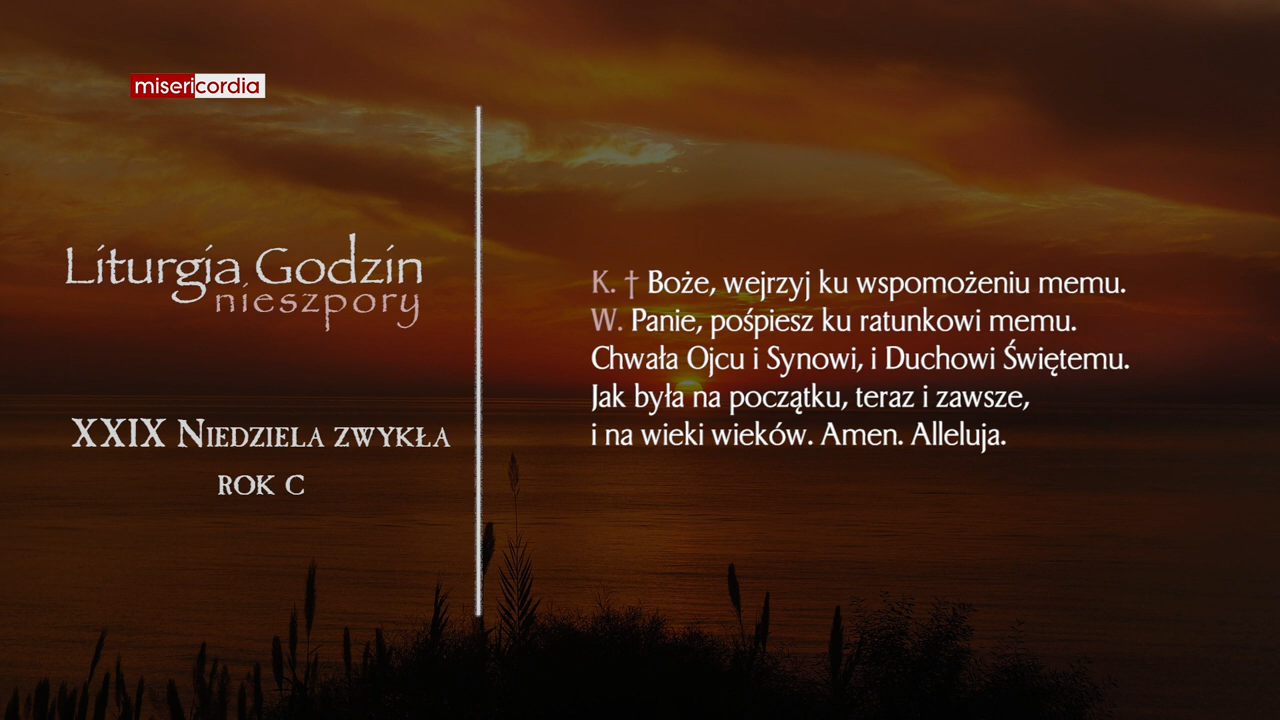 misericordia
Liturgia Godzin
nieszpory
XXIX Niedziela zwykła
rok C
K. † Boże, wejrzyj ku wspomożeniu memu.
W. Panie, pośpiesz ku ratunkowi memu.
Chwała Ojcu i Synowi, i Duchowi Świętemu.
Jak była na początku, teraz i zawsze,
i na wieki wieków. Amen. Alleluja.